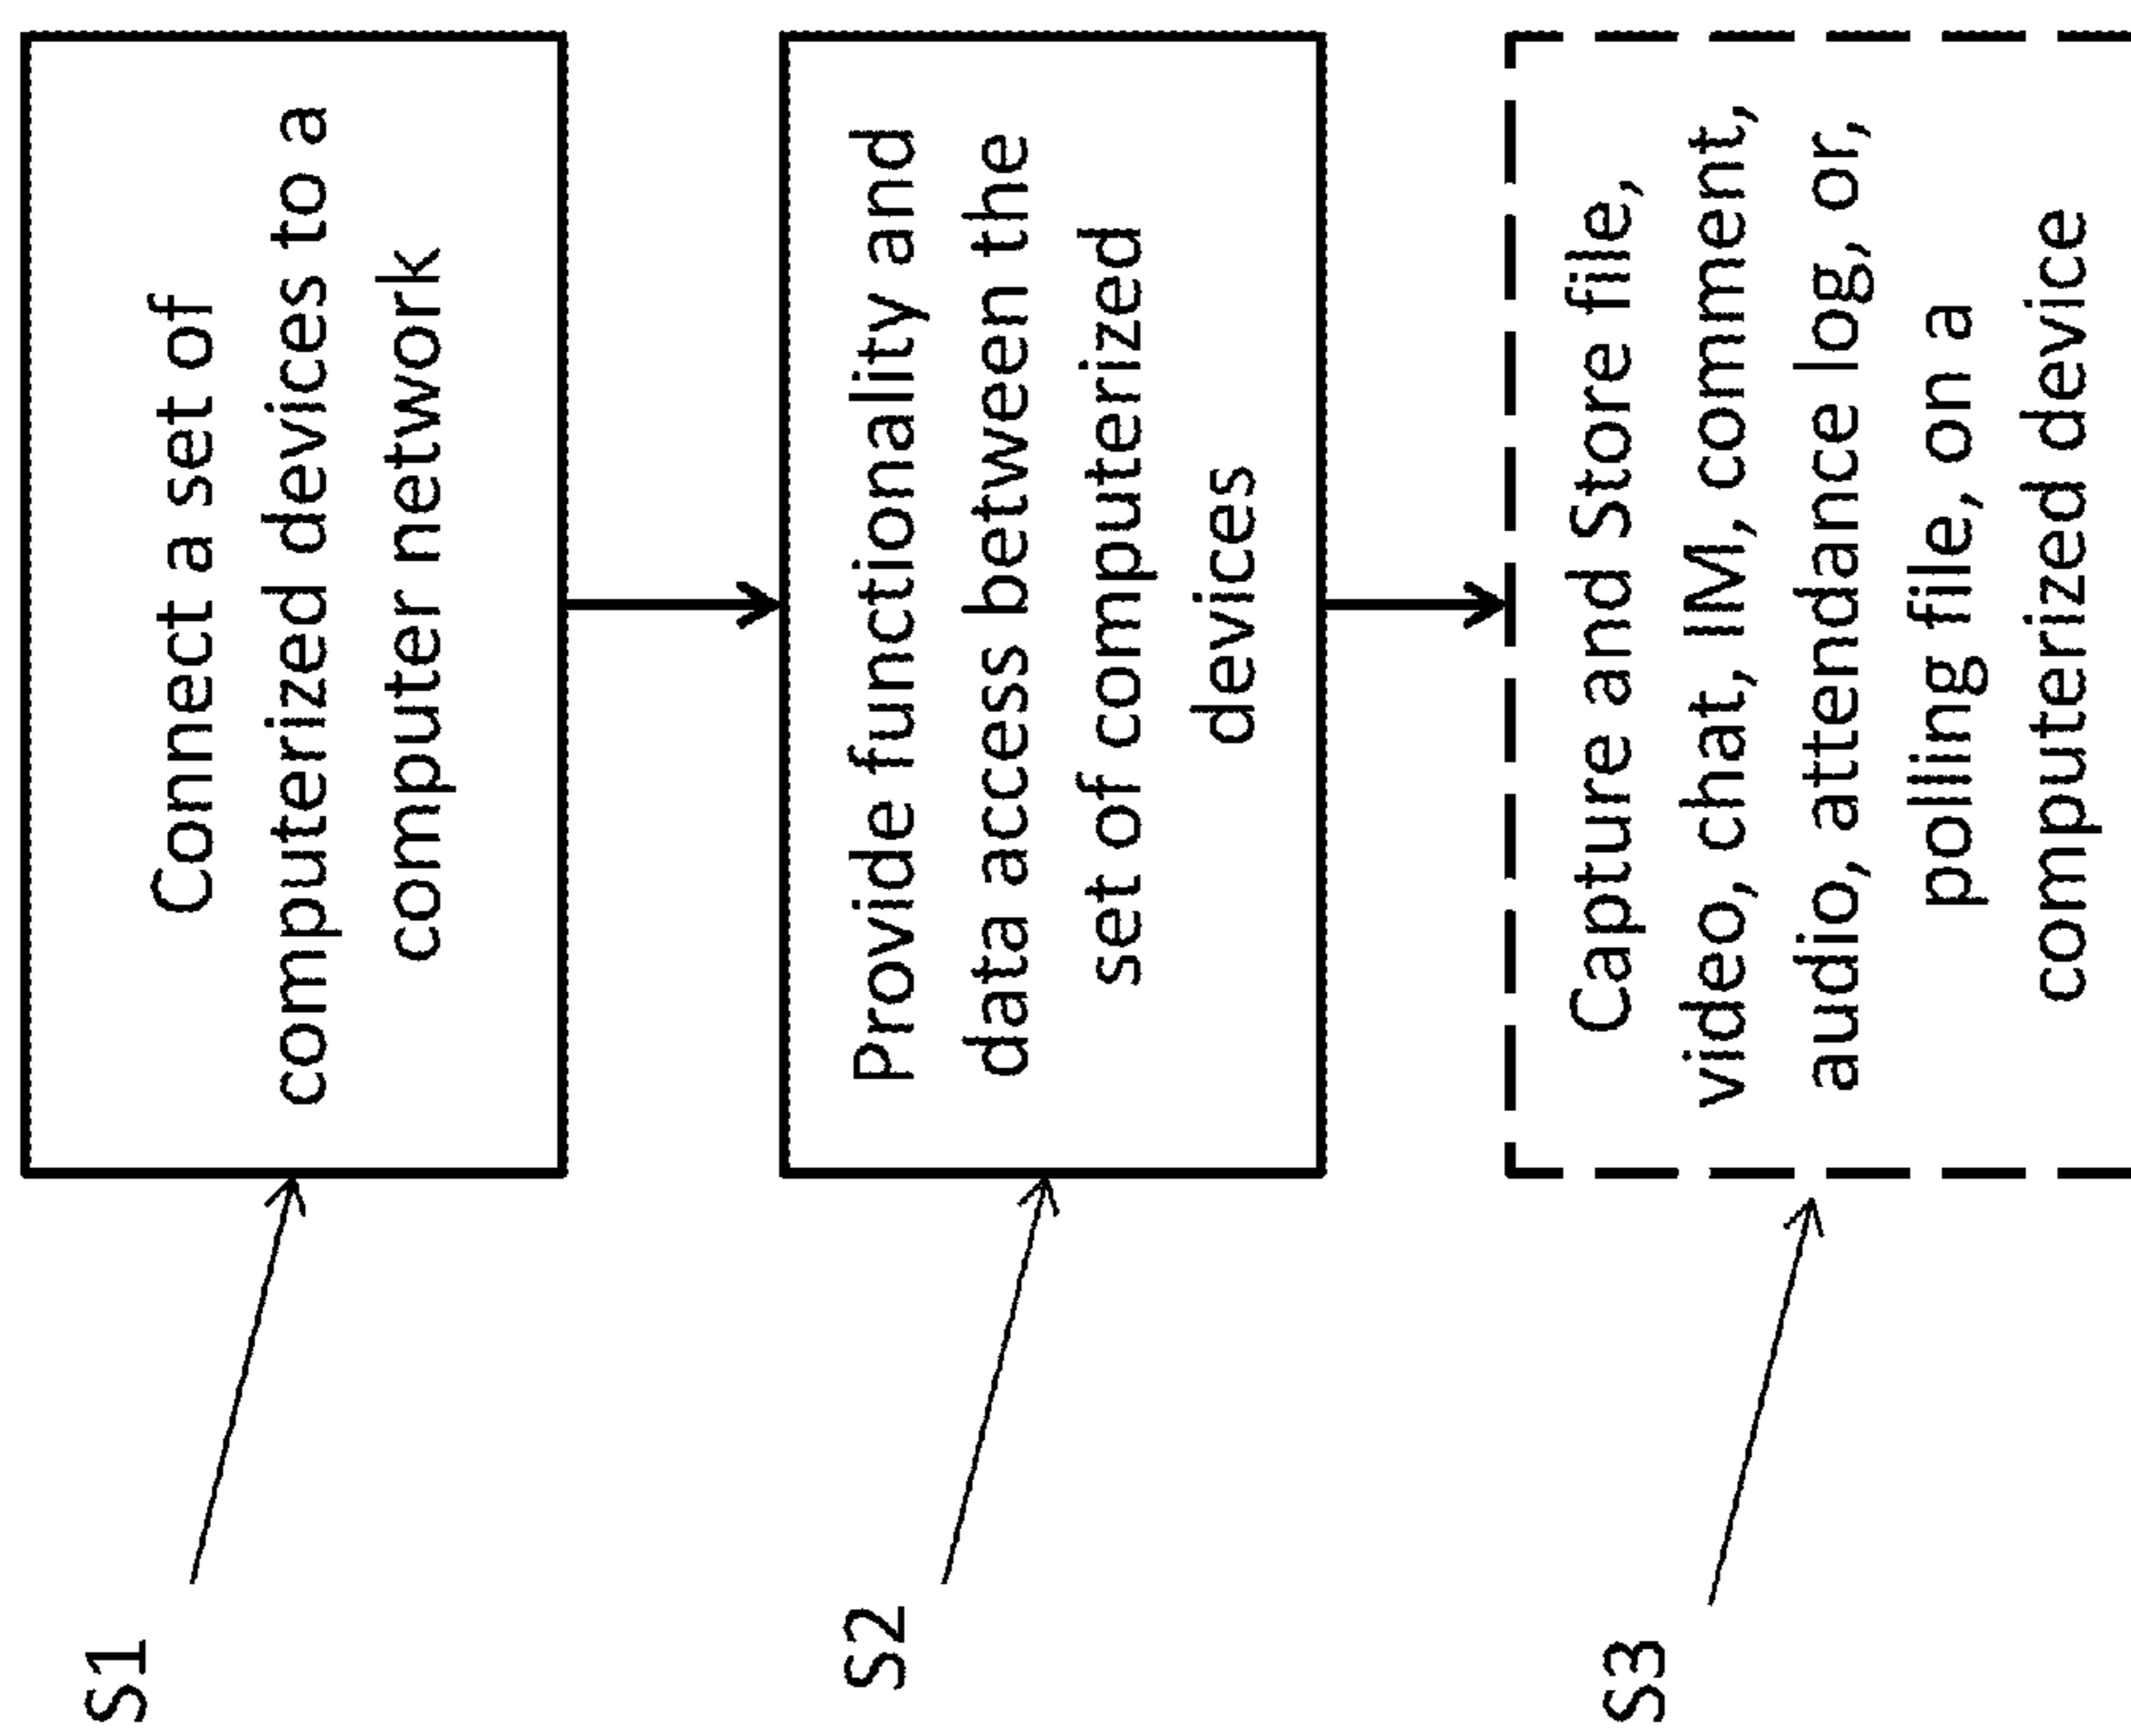 S1
Connect a set of
computerized devices to a
computer network
S2
Provide functionality and
data access between the
set of computerized
devices
S3
Capture and Store file,
video, chat, IM, comment,
audio, attendance log, or,
polling file, on a
computerized device